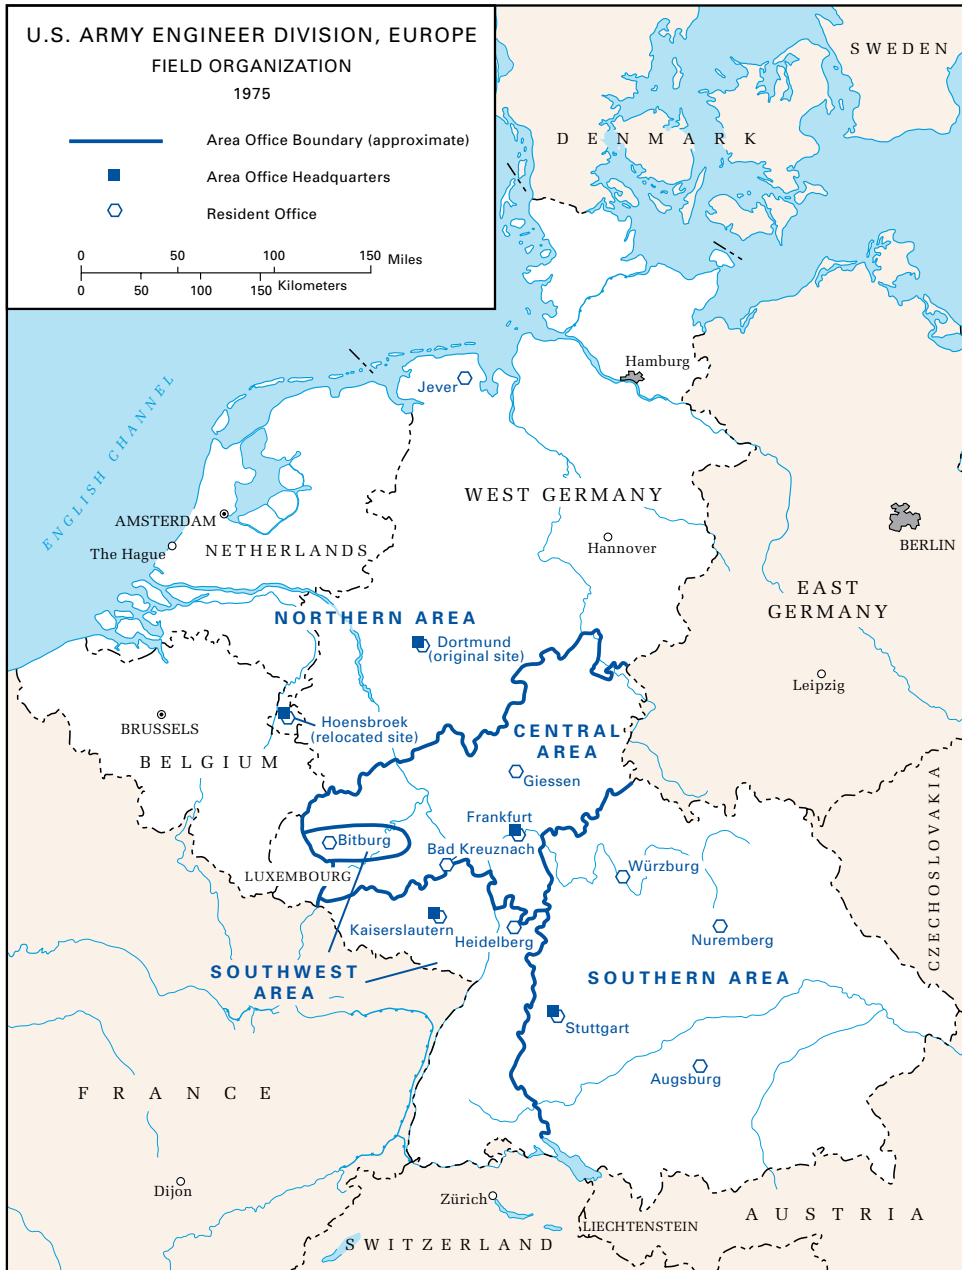 U.S. ARMY ENGINEER DIVISION, EUROPE
FIELD ORGANIZATION
1975
Area Office Boundary (approximate)
Area Office Headquarters
Resident Office
0 50 100 150 Miles
0 50 100 150 Kilometers
SWEDEN
DENMARK
Hamburg
Jever
ENGLISH CHANNEL
WEST GERMANY
AMSTERDAM
The Hague
NETHERLANDS
Hannover
BERLIN
EAST
GERMANY
NORTHERN AREA
Dortmund
(original site)
Leipzig
BRUSSELS
Hoensbroek
(relocated site)
BELGIUM
CENTRAL
AREA
Giessen
CZECHOSLOVAKIA
Frankfurt
Bitburg
Bad Kreuznach
LUXEMBOURG
Würzburg
Kaiserslautern
Heidelberg
Nuremberg
SOUTHWEST
AREA
SOUTHERN AREA
Stuttgart
Augsburg
FRANCE
Dijon
Zürich
LIECHTENSTEIN
AUSTRIA
SWITZERLAND